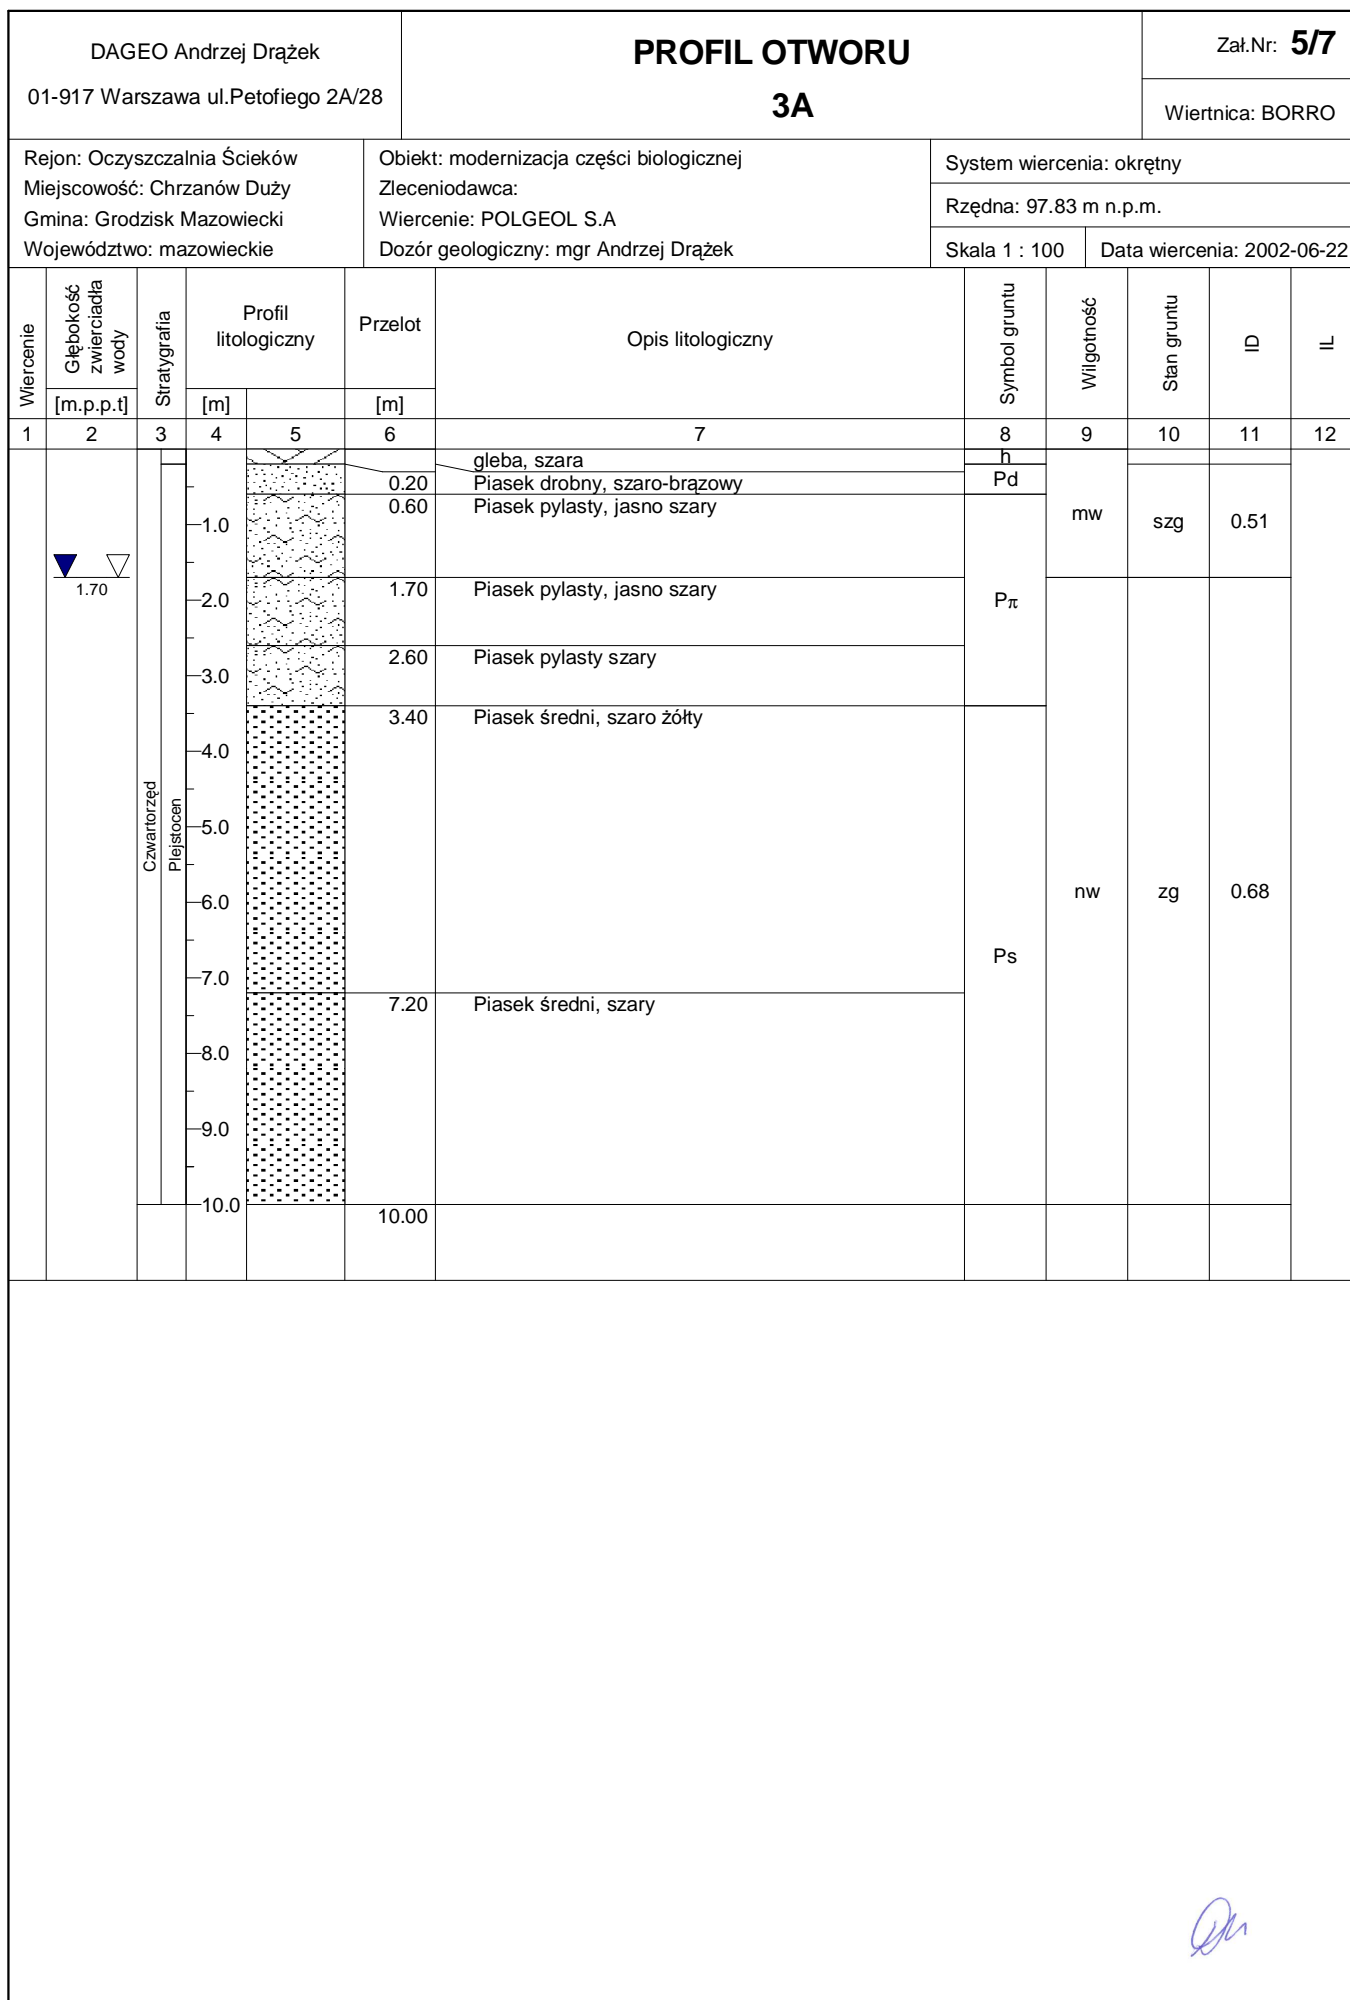 DAGEO Andrzej Drążek
01-917 Warszawa ul.Petofiego 2A/28
PROFIL OTWORU
3A
Zał.Nr: 5/7
Wiertnica: BORRO
Rejon: Oczyszczalnia Ścieków
Miejscowość: Chrzanów Duży
Gmina: Grodzisk Mazowiecki
Województwo: mazowieckie
Obiekt: modernizacja części biologicznej
Zleceniodawca:
Wiercenie: POLGEOL S.A
Dozór geologiczny: mgr Andrzej Drążek
System wiercenia: okrętny
Rzędna: 97.83 m n.p.m.
Skala 1 : 100
Data wiercenia: 2002-06-22
Wiercenie
Głębokość
zwierciadła
wody
[m.p.p.t]
Stratygrafia
Profil
litologiczny
[m]
Przelot
[m]
Opis litologiczny
Symbol gruntu
Wilgotność
Stan gruntu
ID
IL
1 2 3 4 5 6 7 8 9 10 11 12
gleba, szara h
0.20 Piasek drobny, szaro-brązowy Pd
0.60 Piasek pylasty, jasno szary
1.0 mw szg 0.51
1.70
1.70 Piasek pylasty, jasno szary
2.0 Pπ
2.60 Piasek pylasty szary
3.0
3.40 Piasek średni, szaro żółty
4.0
Czwartorzęd
Plejstocen
5.0
6.0 nw zg 0.68
Ps
7.0
7.20 Piasek średni, szary
8.0
9.0
10.0
10.00